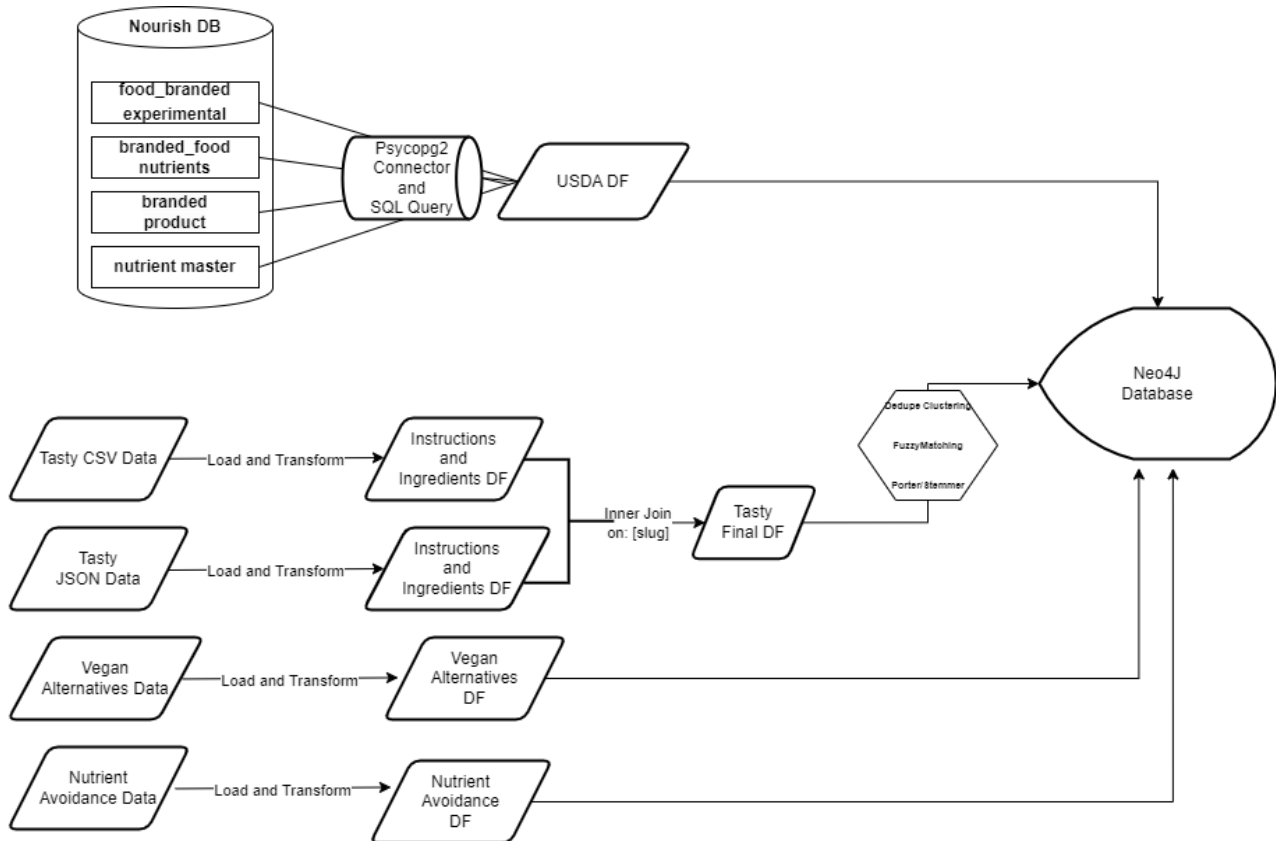 Nourish DB
food_branded
experimental
branded_food
nutrients
branded
product
nutrient master
Psycopg2
Connector
and
SQL Query
USDA DF
Neo4J
Database
Dedupe Clustering
FuzzyMatohing
Porter/Stemmer
Tasty CSV Data
Load and Transform
Instructions
and
Ingredients DF
Inner Join
on: [slug]
Tasty
Final DF
Tasty
JSON Data
Load and Transform
Instructions
and
Ingredients DF
Vegan
Alternatives Data
Load and Transform
Vegan
Alternatives
DF
Nutrient
Avoidance Data
Load and Transform
Nutrient
Avoidance
DF